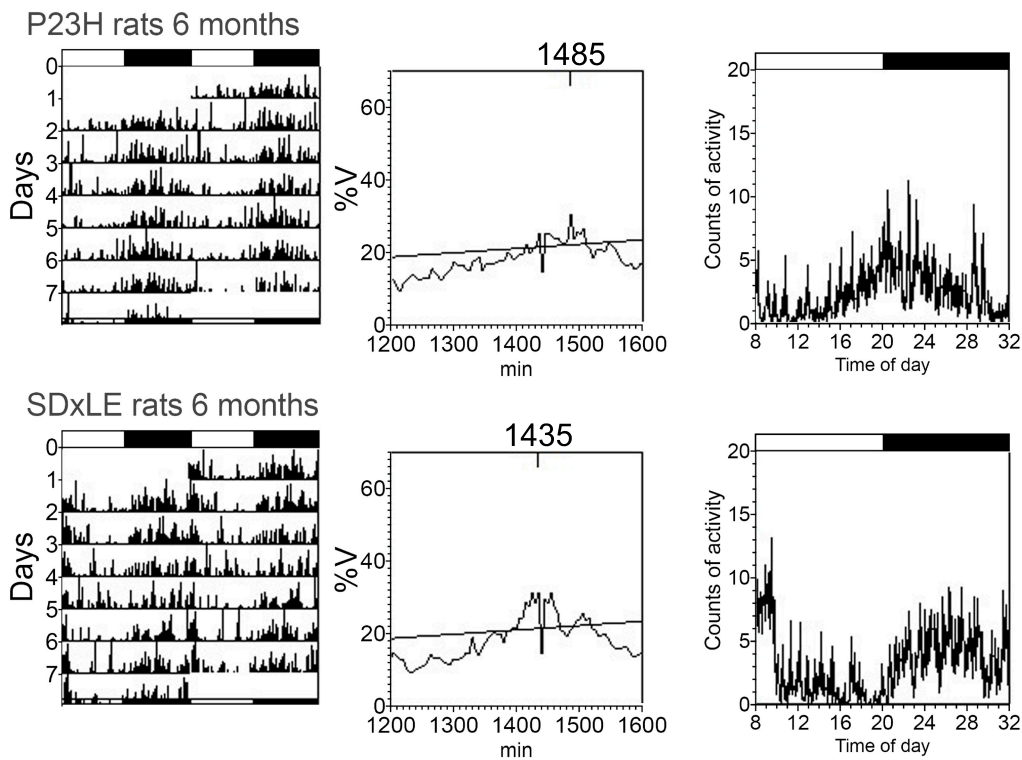 P23H rats 6 months
0
1
2
3
4
5
6
7
Days
1485
60
40
20
0
%V
1200 1300 1400 1500 1600
min
20
15
10
5
0
Counts of activity
8 12 16 20 24 28 32
Time of day
SDxLE rats 6 months
0
1
2
3
4
5
6
7
Days
1435
60
40
20
0
%V
1200 1300 1400 1500 1600
min
20
15
10
5
0
Counts of activity
8 12 16 20 24 28 32
Time of day